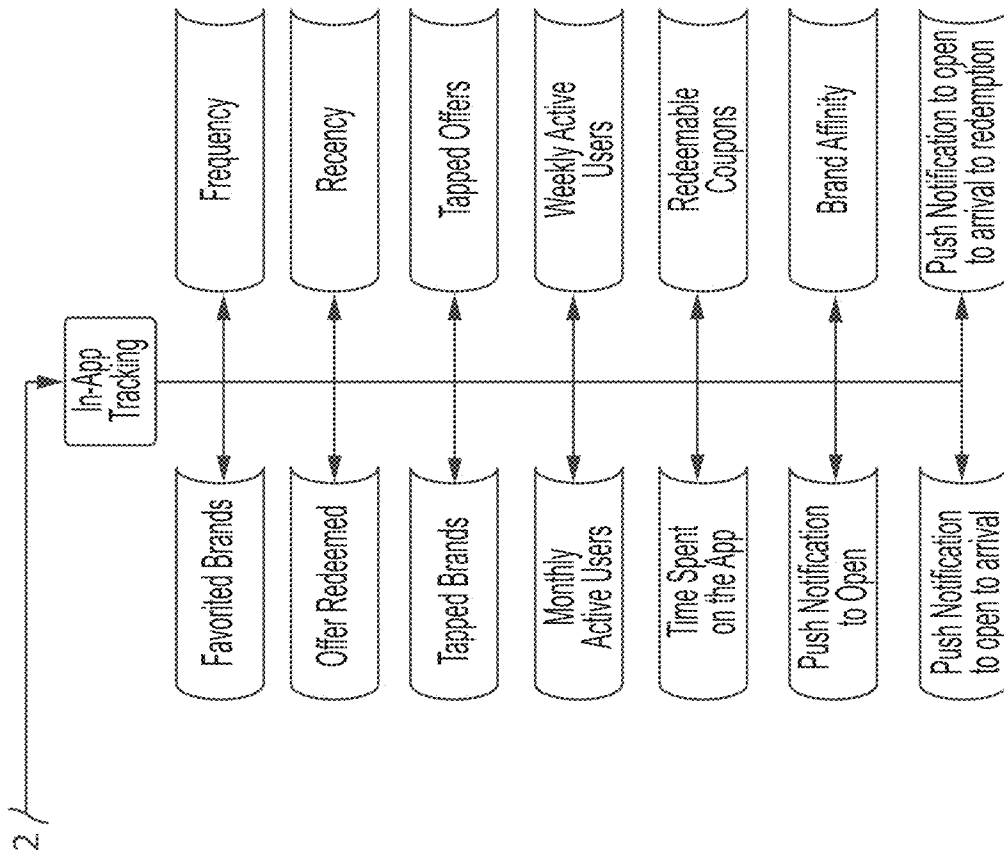 2
In-App
Tracking
Favorited Brands
Frequency
Offer Redeemed
Recency
Tapped Brands
Tapped Offers
Monthly
Active Users
Weekly Active
Users
Time Spent
on the App
Redeemable
Coupons
Push Notification
to Open
Brand Affinity
Push Notification
to open to arrival
Push Notification to open
to arrival to redemption